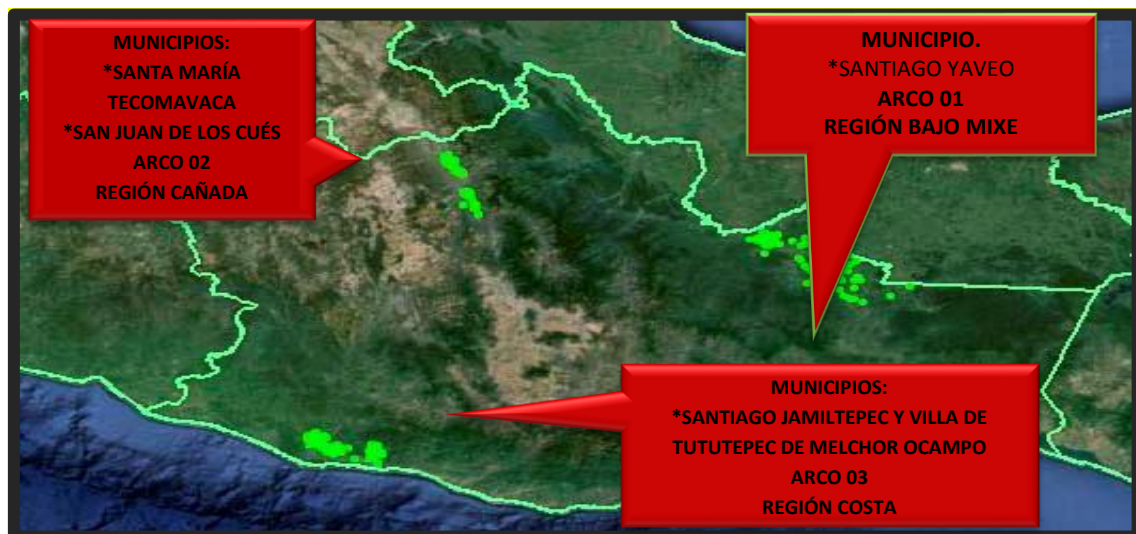 MUNICIPIOS:
*SANTA MARÍA
TECOMAVACA
*SAN JUAN DE LOS CUÉS
ARCO 02
REGIÓN CAÑADA
MUNICIPIO.
*SANTIAGO YAVEO
ARCO 01
REGIÓN BAJO MIXE
MUNICIPIOS:
*SANTIAGO JAMILTEPEC Y VILLA DE
TUTUTEPEC DE MELCHOR OCAMPO
ARCO 03
REGIÓN COSTA